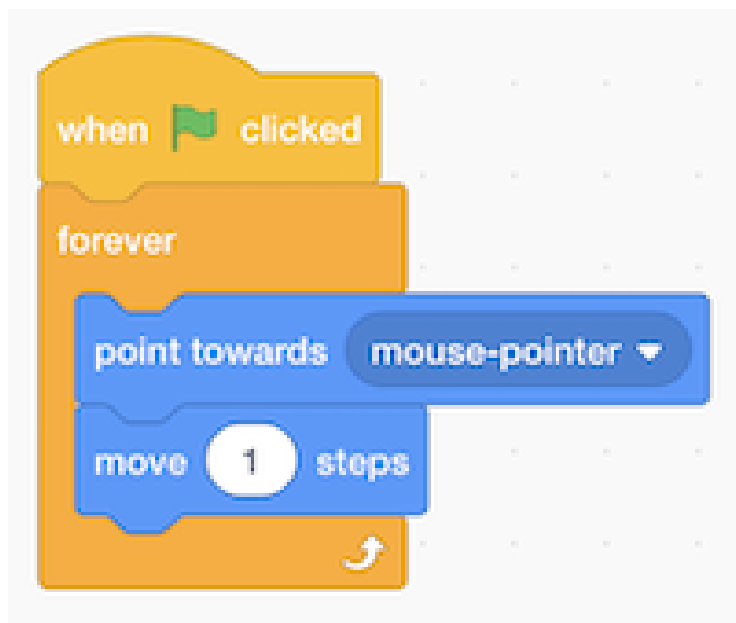 when clicked
forever
point towards mouse-pointer
move 1 steps